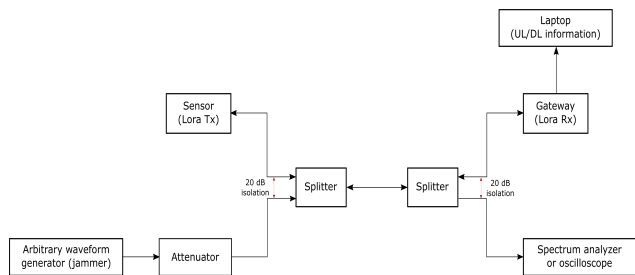 Laptop
(UL/DL information)
Sensor
(Lora Tx)
Gateway
(Lora Rx)
20 dB
isolation
Splitter
Splitter
20 dB
isolation
Arbitrary waveform
generator (jammer)
Attenuator
Spectrum analyzer
or oscilloscope